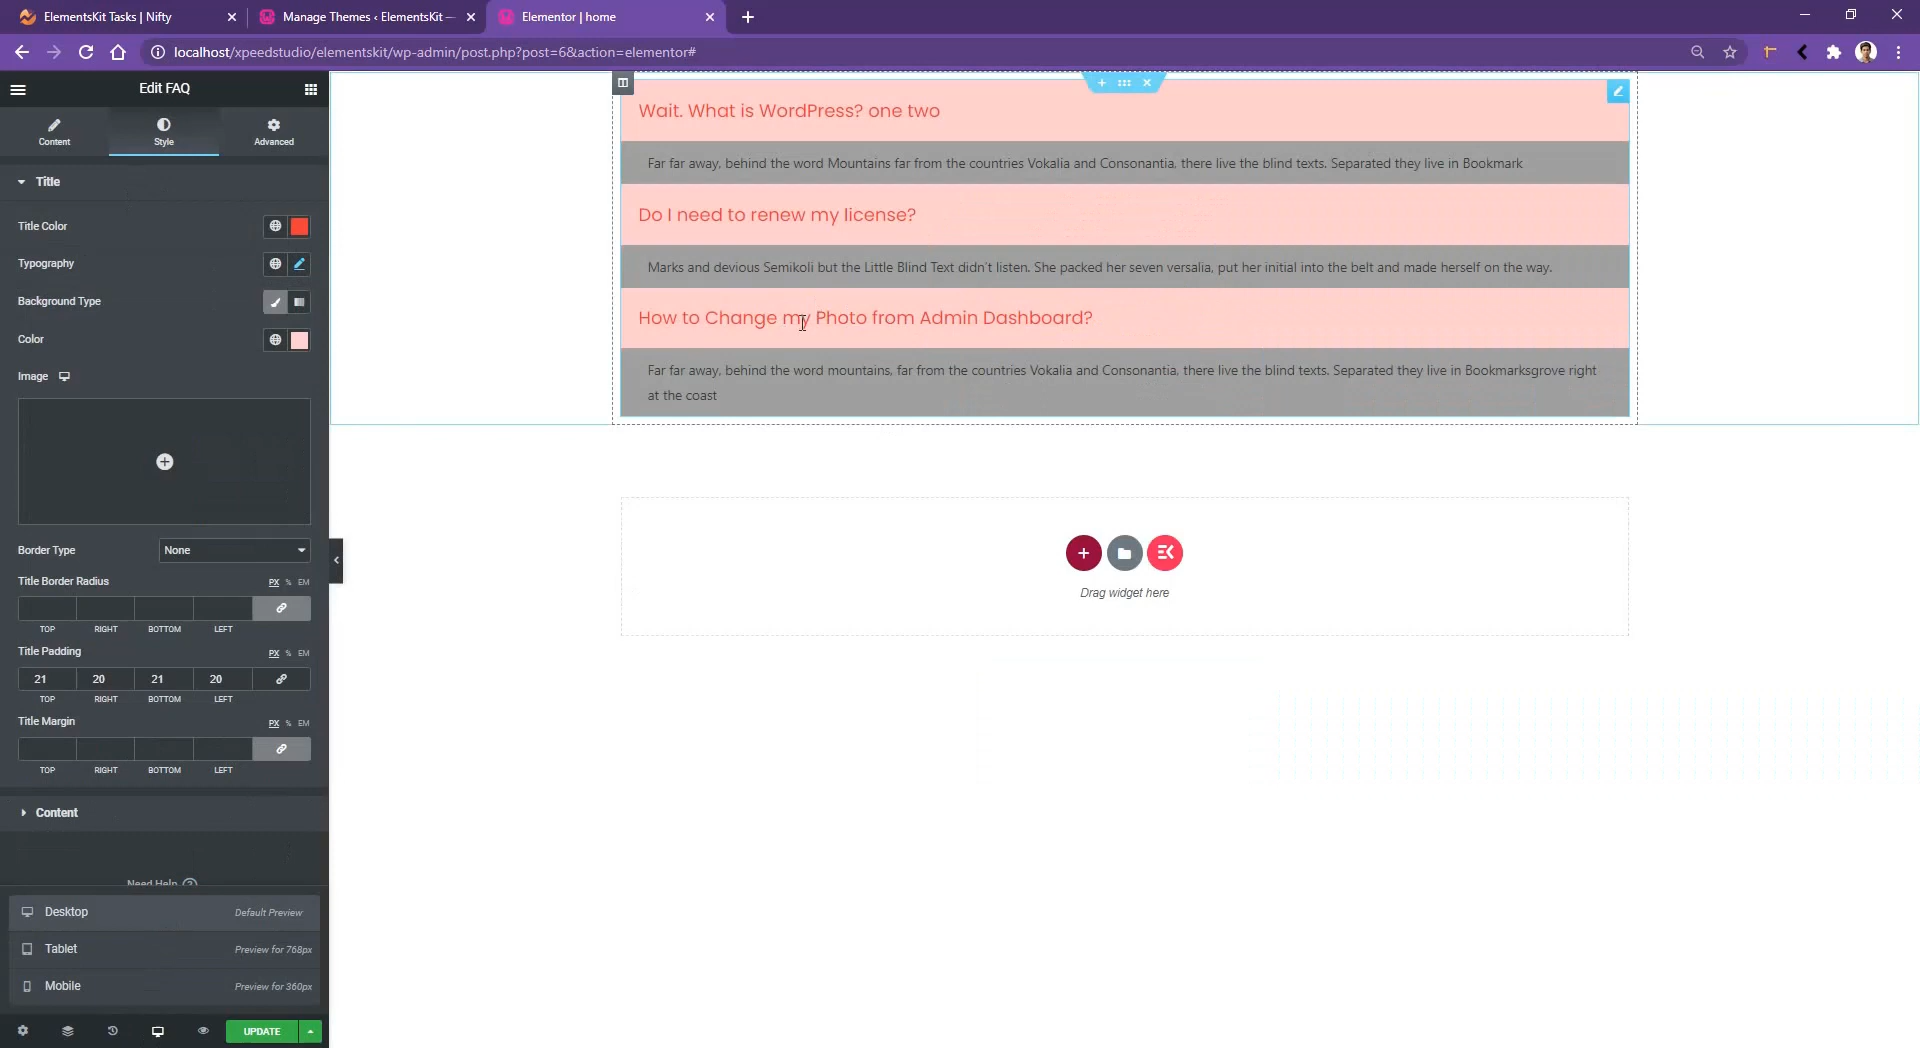 ElementsKit Tasks | Nifty
Manage Themes ‹ ElementsKit —
Elementor | home
localhost/xpeedstudio/elementskit/wp-admin/post.php?post=6&action=elementor#
Edit FAQ
Content
Style
Advanced
Title
Title Color
Typography
Background Type
Color
Image
Border Type
None
Title Border Radius
PX % EM
TOP RIGHT BOTTOM LEFT
Title Padding
PX % EM
21 20 21 20
TOP RIGHT BOTTOM LEFT
Title Margin
PX % EM
TOP RIGHT BOTTOM LEFT
Content
Need Help
Desktop
Default Preview
Tablet
Preview for 768px
Mobile
Preview for 360px
UPDATE
Wait. What is WordPress? one two
Far far away, behind the word Mountains far from the countries Vokalia and Consonantia, there live the blind texts. Separated they live in Bookmark
Do I need to renew my license?
Marks and devious Semikoli but the Little Blind Text didn't listen. She packed her seven versalia, put her initial into the belt and made herself on the way.
How to Change my Photo from Admin Dashboard?
Far far away, behind the word mountains, far from the countries Vokalia and Consonantia, there live the blind texts. Separated they live in Bookmarksgrove right
at the coast
Drag widget here